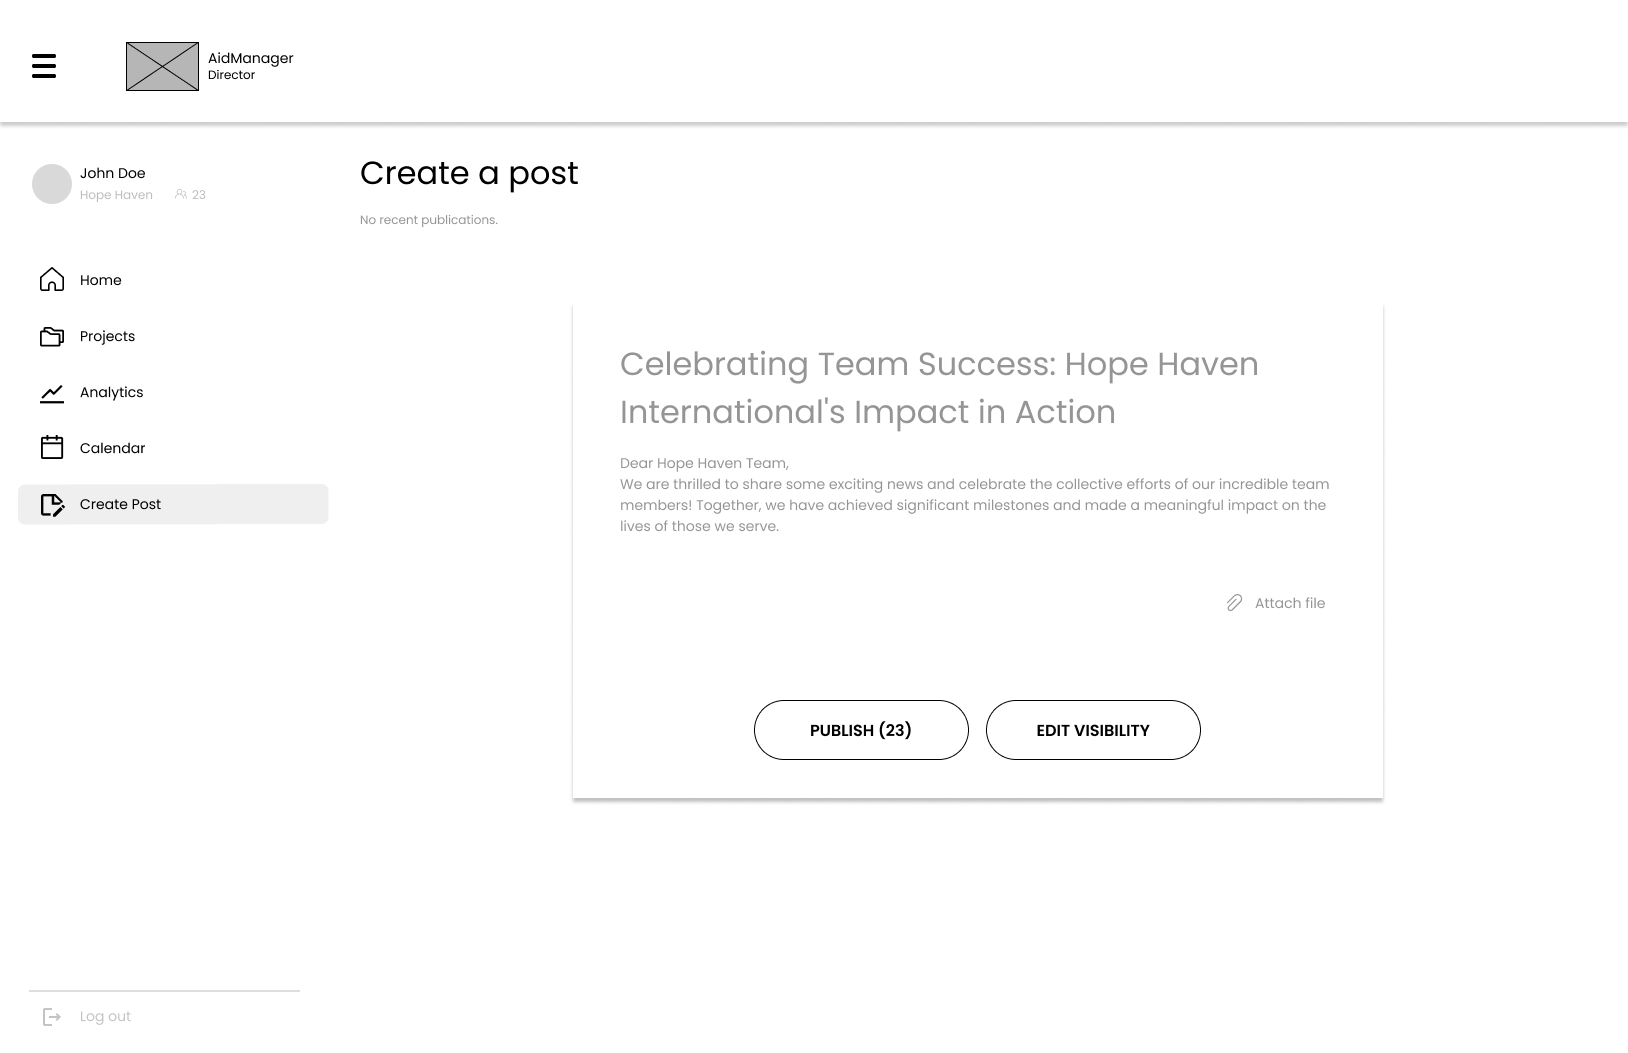 AidManager
Director
John Doe
Hope Haven 23
Home
Projects
Analytics
Calendar
Create Post
Log out
Create a post
No recent publications.
Celebrating Team Success: Hope Haven
International's Impact in Action
Dear Hope Haven Team,
We are thrilled to share some exciting news and celebrate the collective efforts of our incredible team
members! Together, we have achieved significant milestones and made a meaningful impact on the
lives of those we serve.
Attach file
PUBLISH (23)
EDIT VISIBILITY